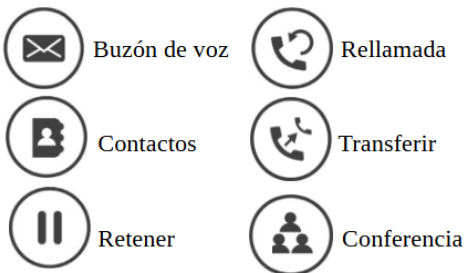 Buzón de voz
Rellamada
Contactos
Transferir
Retener
Conferencia